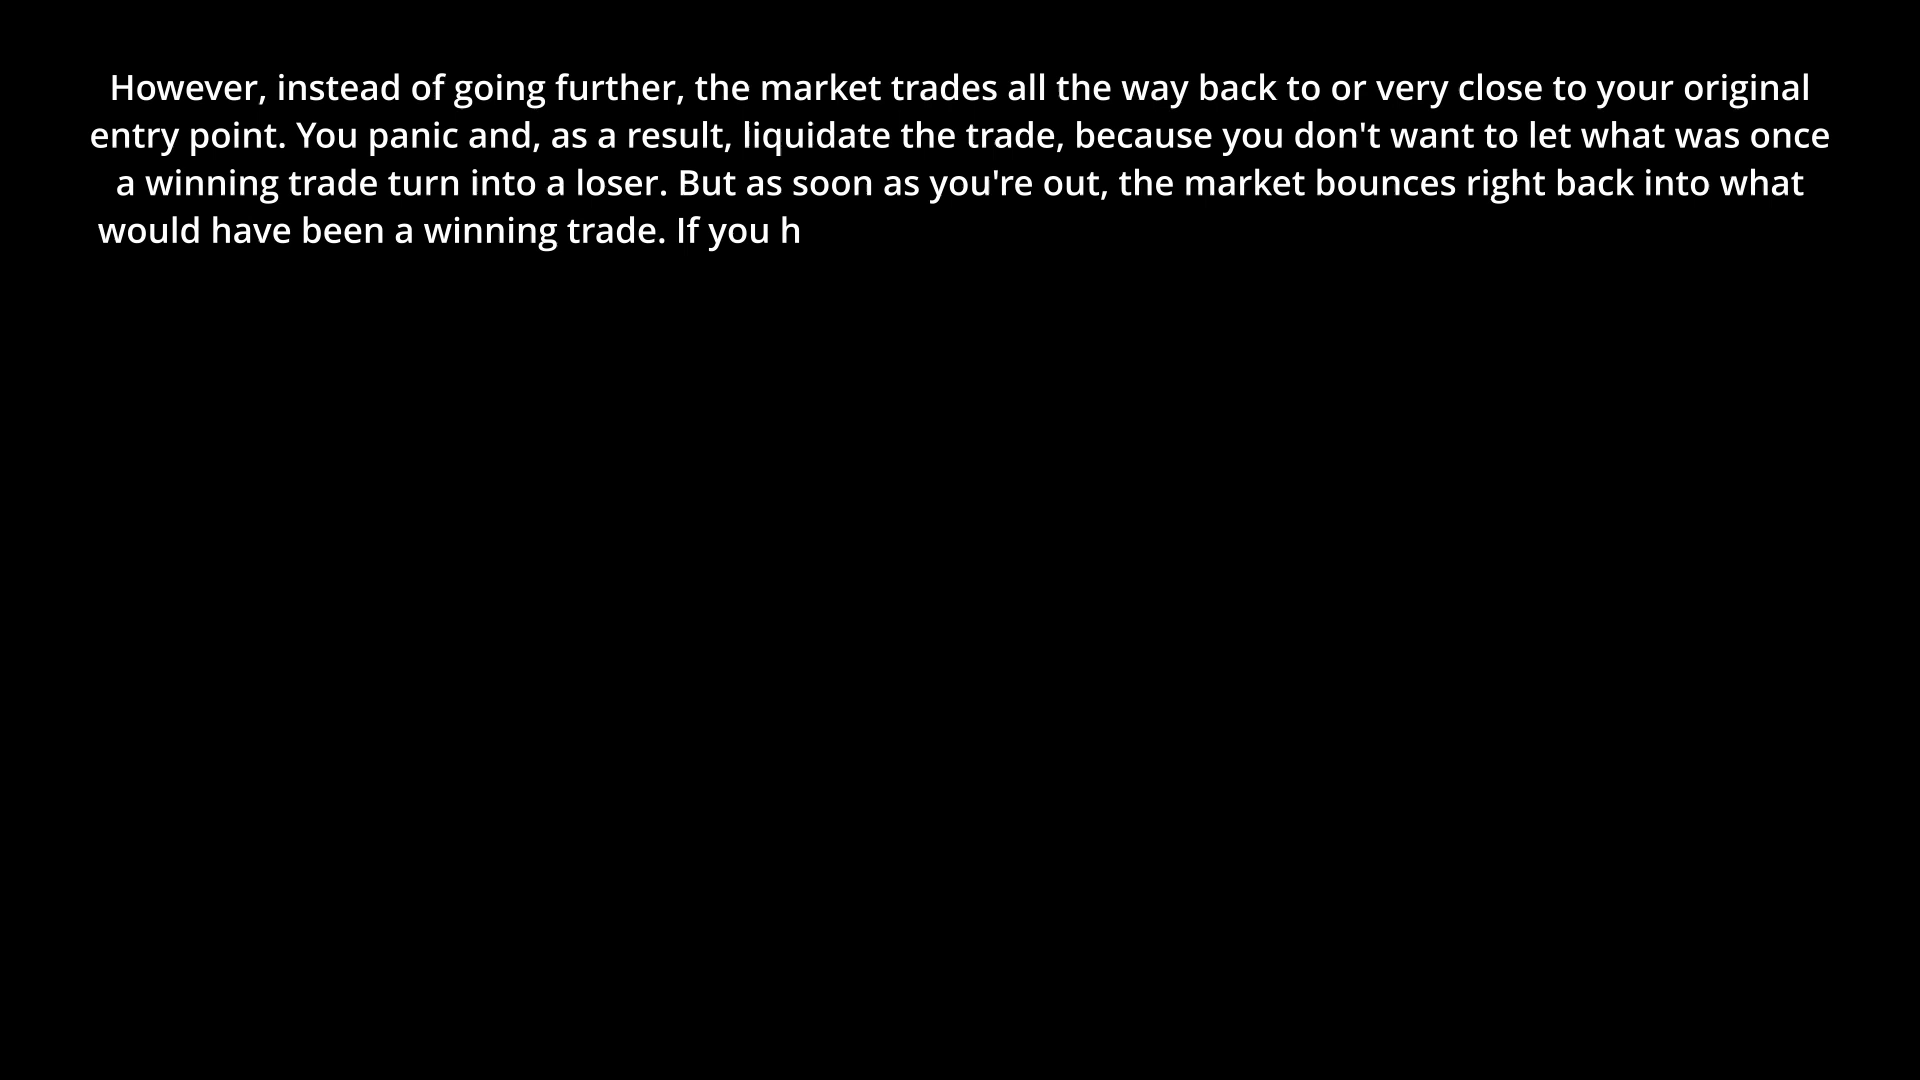 However, instead of going further, the market trades all the way back to or very close to your original
entry point. You panic and, as a result, liquidate the trade, because you don't want to let what was once
a winning trade turn into a loser. But as soon as you're out, the market bounces right back into what
would have been a winning trade. If you h